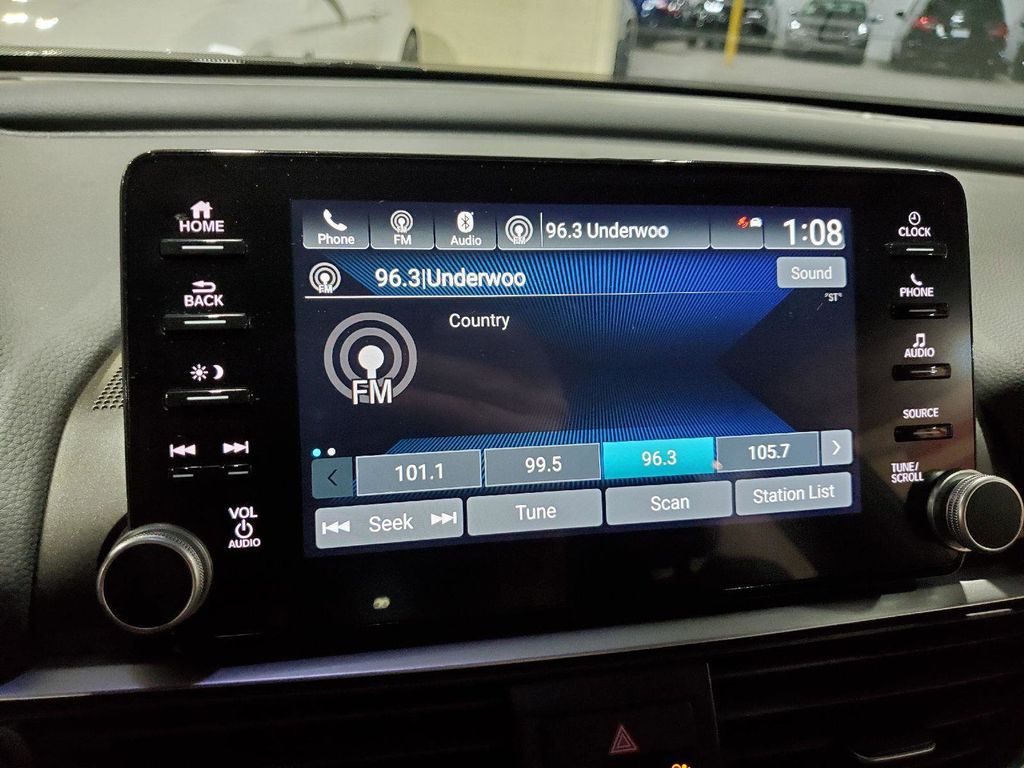 HOME
BACK
VOL
AUDIO
Phone
FM
FM
Audio
96.3 Underwoo
1:08
FM
96.3|Underwoo
Sound
"ST"
Country
FM
101.1
99.5
96.3
105.7
Seek
Tune
Scan
Station List
CLOCK
PHONE
AUDIO
SOURCE
TUNE/
SCROLL